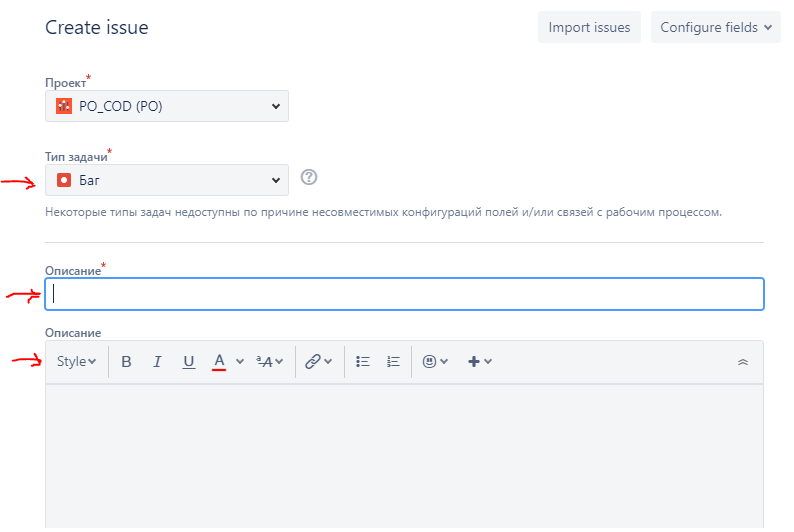 Create issue
Import issues
Configure fields
Проект*
PO_COD (PO)
Тип задачи*
Баг
Некоторые типы задач недоступны по причине несовместимых конфигураций полей и/или связей с рабочим процессом.
Описание*
Описание
Style B I U A ªA